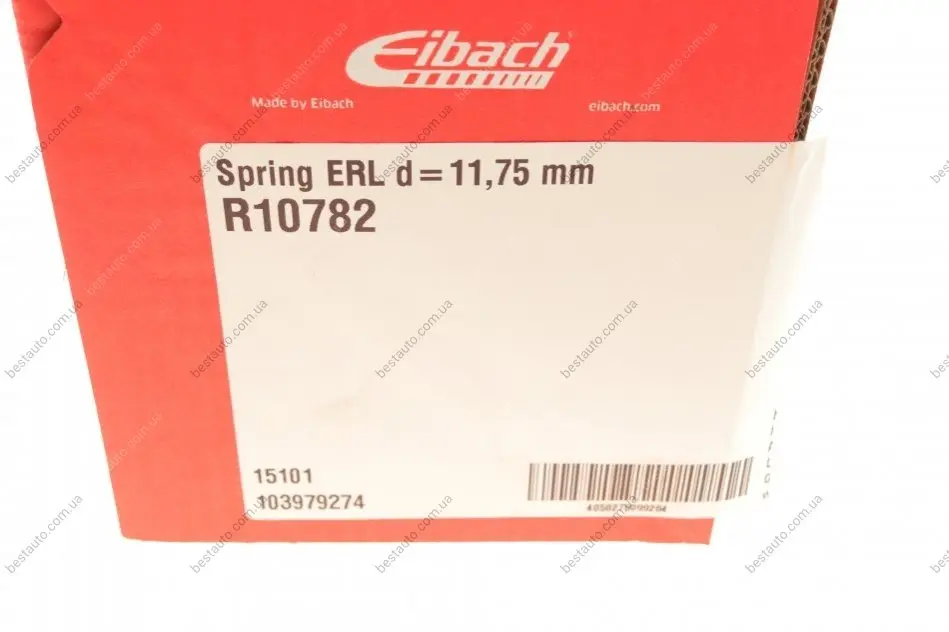 Eibach
Made by Eibach
eibach.com
Spring ERL d=11,75 mm
R10782
15101
103979274
bestauto.com.ua